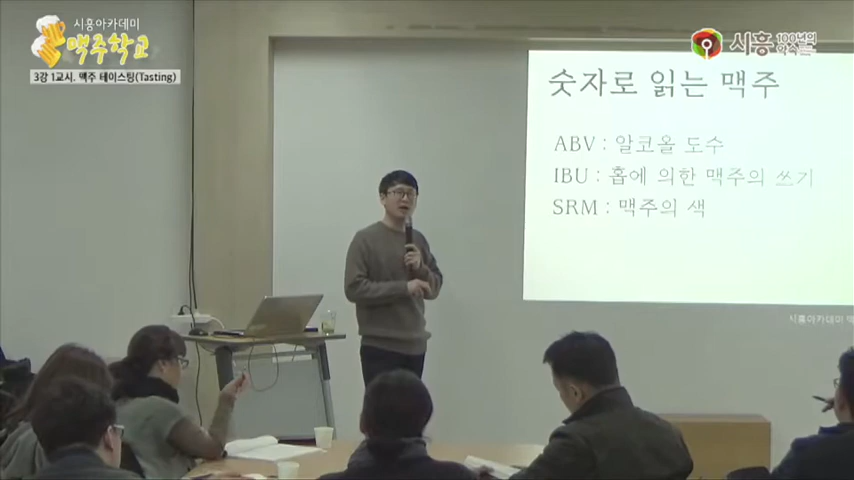 시흥아카데미
맥주학교
3강 1교시. 맥주 테이스팅(Tasting)
시흥 100년의 약속
숫자로 읽는 맥주
ABV : 알코올 도수
IBU : 홉에 의한 맥주의 쓰기
SRM : 맥주의 색
시흥아카데미 맥